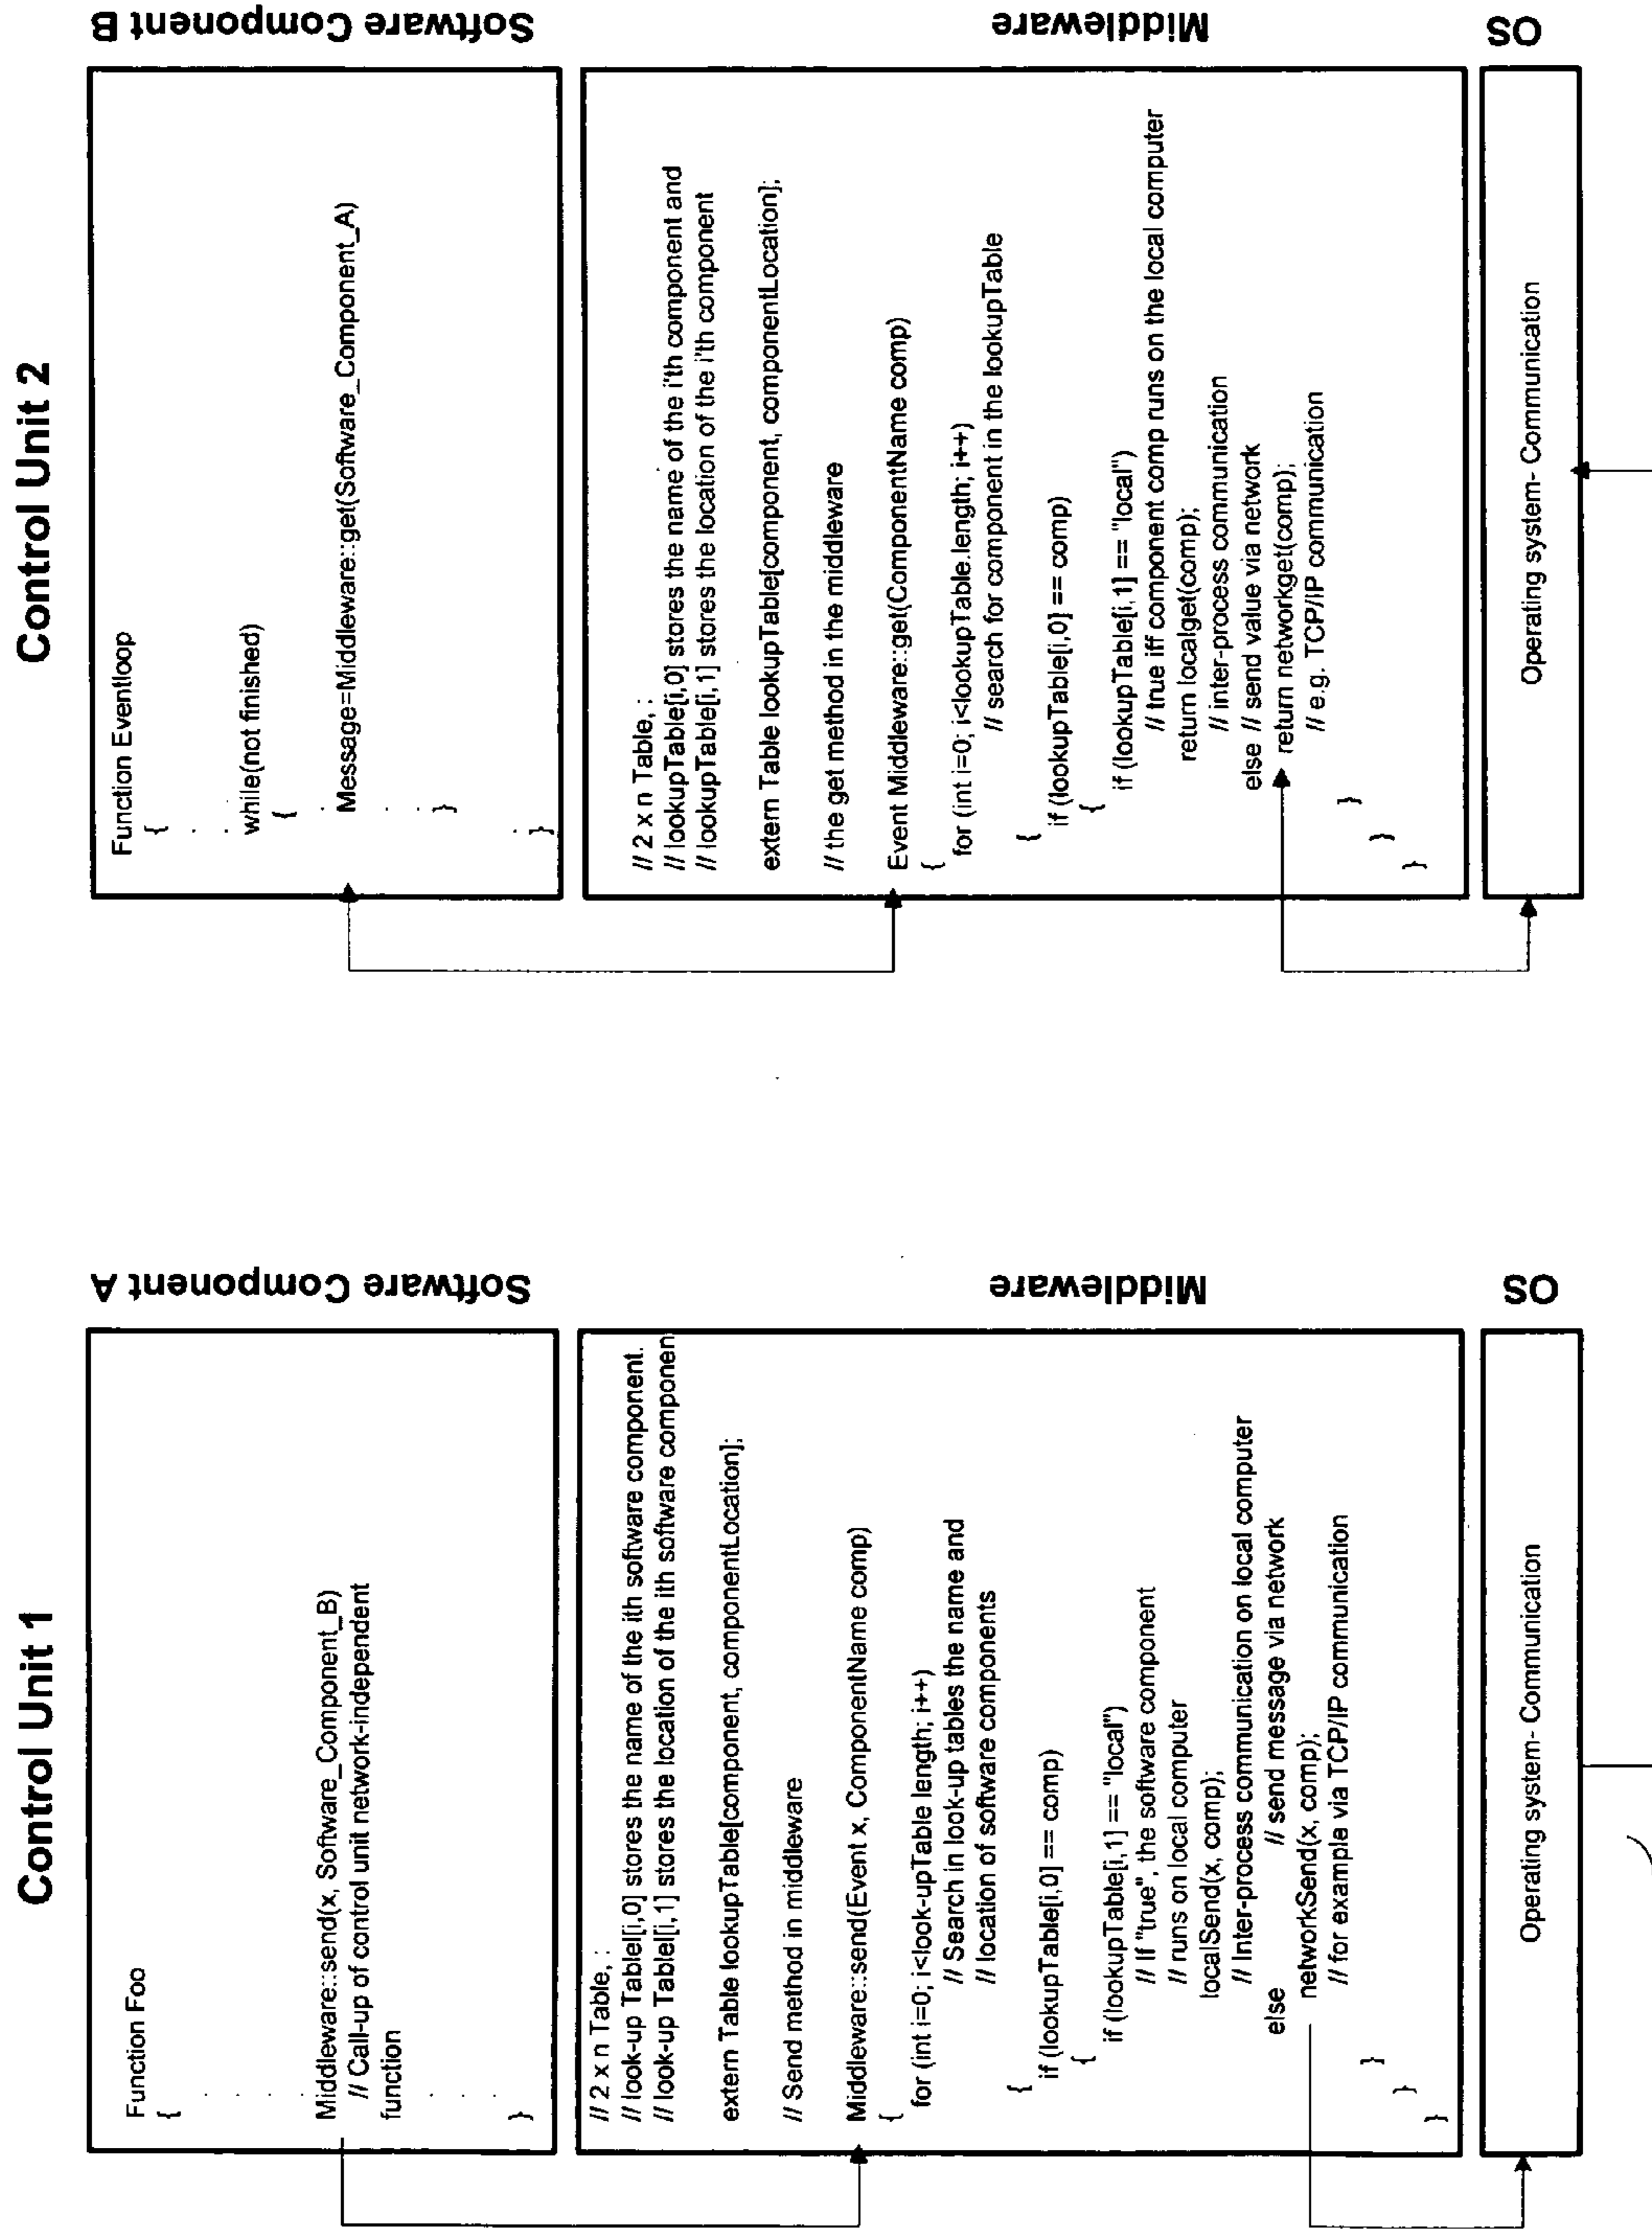 Control Unit 1
Software Component A
Function Foo
{
Middleware::send(x, Software_Component_B)
// Call-up of control unit network-independent
function
}
Middleware
// 2 x n Table, :
// look-up Tablel[i,0] stores the name of the ith software component.
// look-up Tablel[i,1] stores the location of the ith software componen
extern Table lookupTable[component, componentLocation];
// Send method in middleware
Middleware::send(Event x, ComponentName comp)
{
for (int i=0; i<look-upTable length; i++)
// Search in look-up tables the name and
// location of software components
{
if (lookupTable[i,0] == comp)
{
if (lookupTable[i,1] == "local")
// If "true", the software component
// runs on local computer
localSend(x, comp);
// Inter-process communication on local computer
else // send message via network
networkSend(x, comp);
// for example via TCP/IP communication
}
}
}
OS
Operating system- Communication
Control Unit 2
Software Component B
Function Eventloop
{
while(not finished)
{
Message=Middleware::get(Software_Component_A)
}
}
Middleware
// 2 x n Table, :
// lookupTable[i,0] stores the name of the i'th component and
// lookupTable[i,1] stores the location of the i'th component
extern Table lookupTable[component, componentLocation];
// the get method in the middleware
Event Middleware::get(ComponentName comp)
{
for (int i=0; i<lookupTable.length; i++)
// search for component in the lookupTable
{
if (lookupTable[i,0] == comp)
{
if (lookupTable[i,1] == "local")
// true iff component comp runs on the local computer
return localget(comp);
// inter-process communication
else // send value via network
return networkget(comp);
// e.g. TCP/IP communication
}
}
}
OS
Operating system- Communication